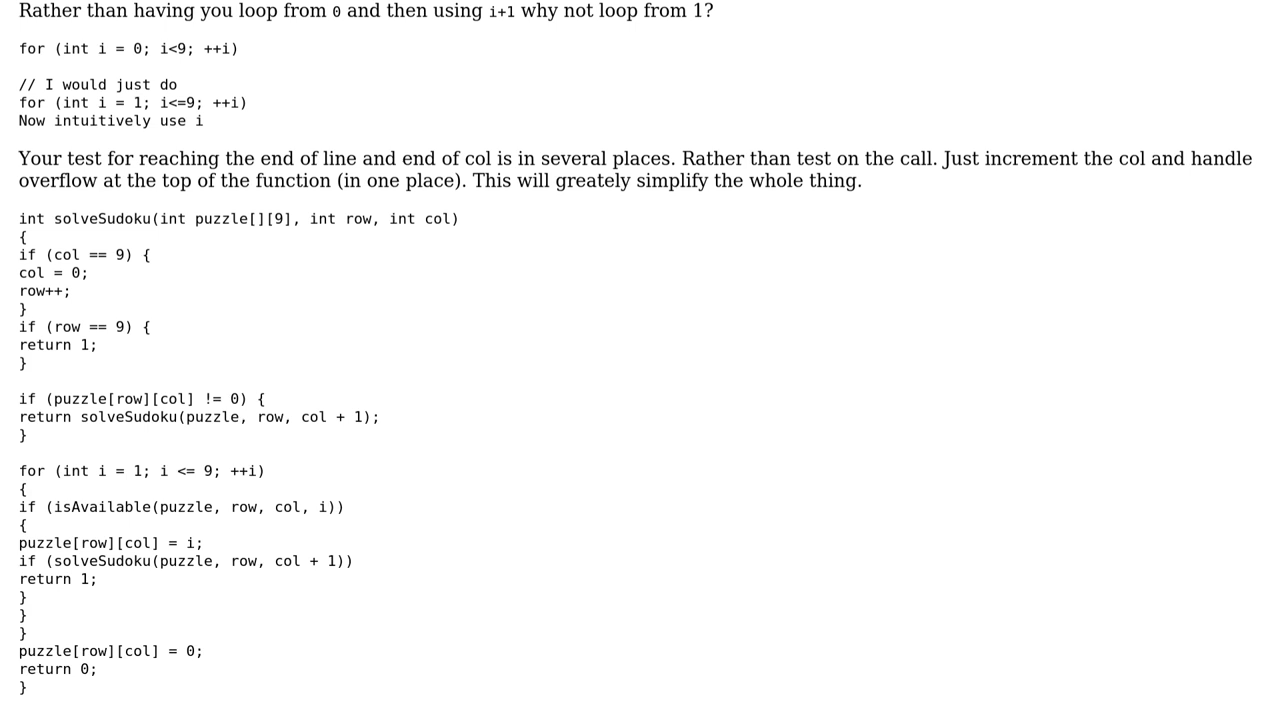 Rather than having you loop from 0 and then using i+1 why not loop from 1?
for (int i = 0; i<9; ++i)
// I would just do
for (int i = 1; i<=9; ++i)
Now intuitively use i
Your test for reaching the end of line and end of col is in several places. Rather than test on the call. Just increment the col and handle
overflow at the top of the function (in one place). This will greately simplify the whole thing.
int solveSudoku(int puzzle[][9], int row, int col)
{
if (col == 9) {
col = 0;
row++;
}
if (row == 9) {
return 1;
}
if (puzzle[row][col] != 0) {
return solveSudoku(puzzle, row, col + 1);
}
for (int i = 1; i <= 9; ++i)
{
if (isAvailable(puzzle, row, col, i))
{
puzzle[row][col] = i;
if (solveSudoku(puzzle, row, col + 1))
return 1;
}
}
}
puzzle[row][col] = 0;
return 0;
}